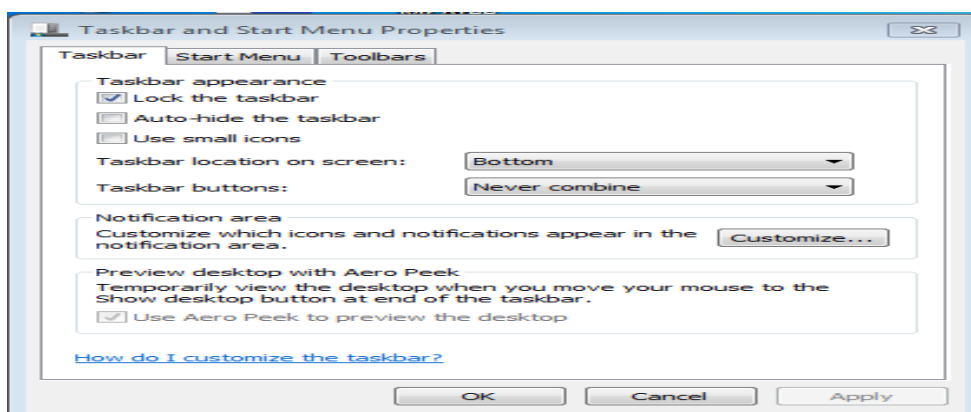 Taskbar and Start Menu Properties
Taskbar Start Menu Toolbars
Taskbar appearance
Lock the taskbar
Auto-hide the taskbar
Use small icons
Taskbar location on screen: Bottom
Taskbar buttons: Never combine
Notification area
Customize which icons and notifications appear in the
notification area.
Customize...
Preview desktop with Aero Peek
Temporarily view the desktop when you move your mouse to the
Show desktop button at end of the taskbar.
Use Aero Peek to preview the desktop
How do I customize the taskbar?
OK Cancel Apply